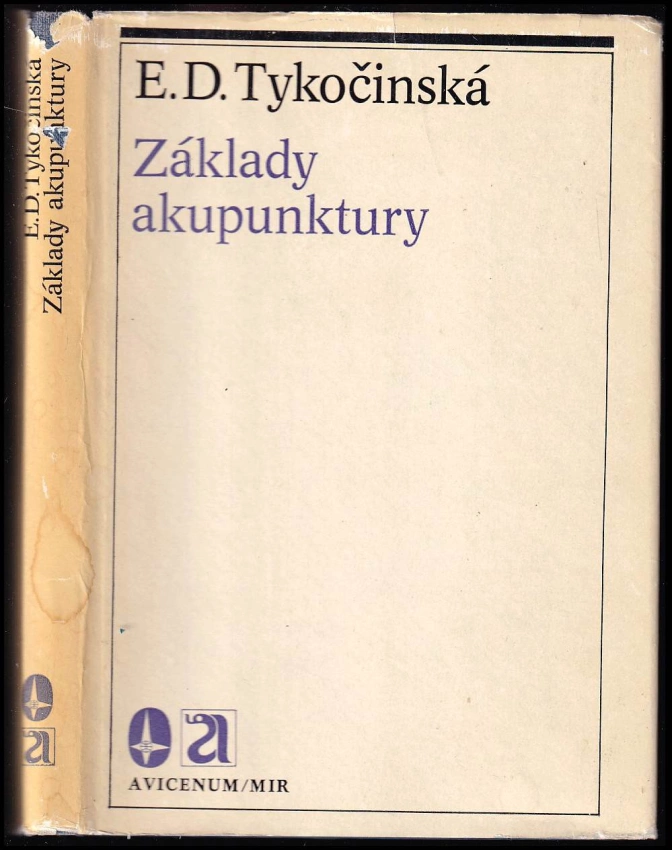 E. D. Tykočinská
Základy
akupunktury
AVICENUM/MIR
E. D. Tykočinská
Základy akupunktury